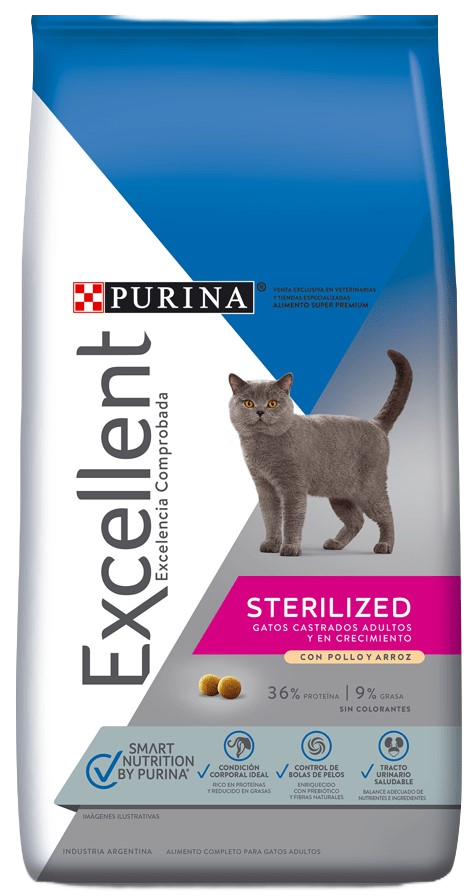 PURINA®
VENTA EXCLUSIVA EN VETERINARIAS
Y TIENDAS ESPECIALIZADAS
ALIMENTO SUPER PREMIUM
Excellent
Excelencia Comprobada
STERILIZED
GATOS CASTRADOS ADULTOS
Y EN CRECIMIENTO
CON POLLO Y ARROZ
36% PROTEÍNA | 9% GRASA
SIN COLORANTES
SMART
NUTRITION
BY PURINA®
CONDICIÓN
CORPORAL IDEAL
RICO EN PROTEÍNAS
Y REDUCIDO EN GRASAS
CONTROL DE
BOLAS DE PELOS
ENRIQUECIDO
CON PREBIÓTICO
Y FIBRAS NATURALES
TRACTO
URINARIO
SALUDABLE
BALANCE ADECUADO DE
NUTRIENTES E INGREDIENTES
IMÁGENES ILUSTRATIVAS
INDUSTRIA ARGENTINA
ALIMENTO COMPLETO PARA GATOS ADULTOS